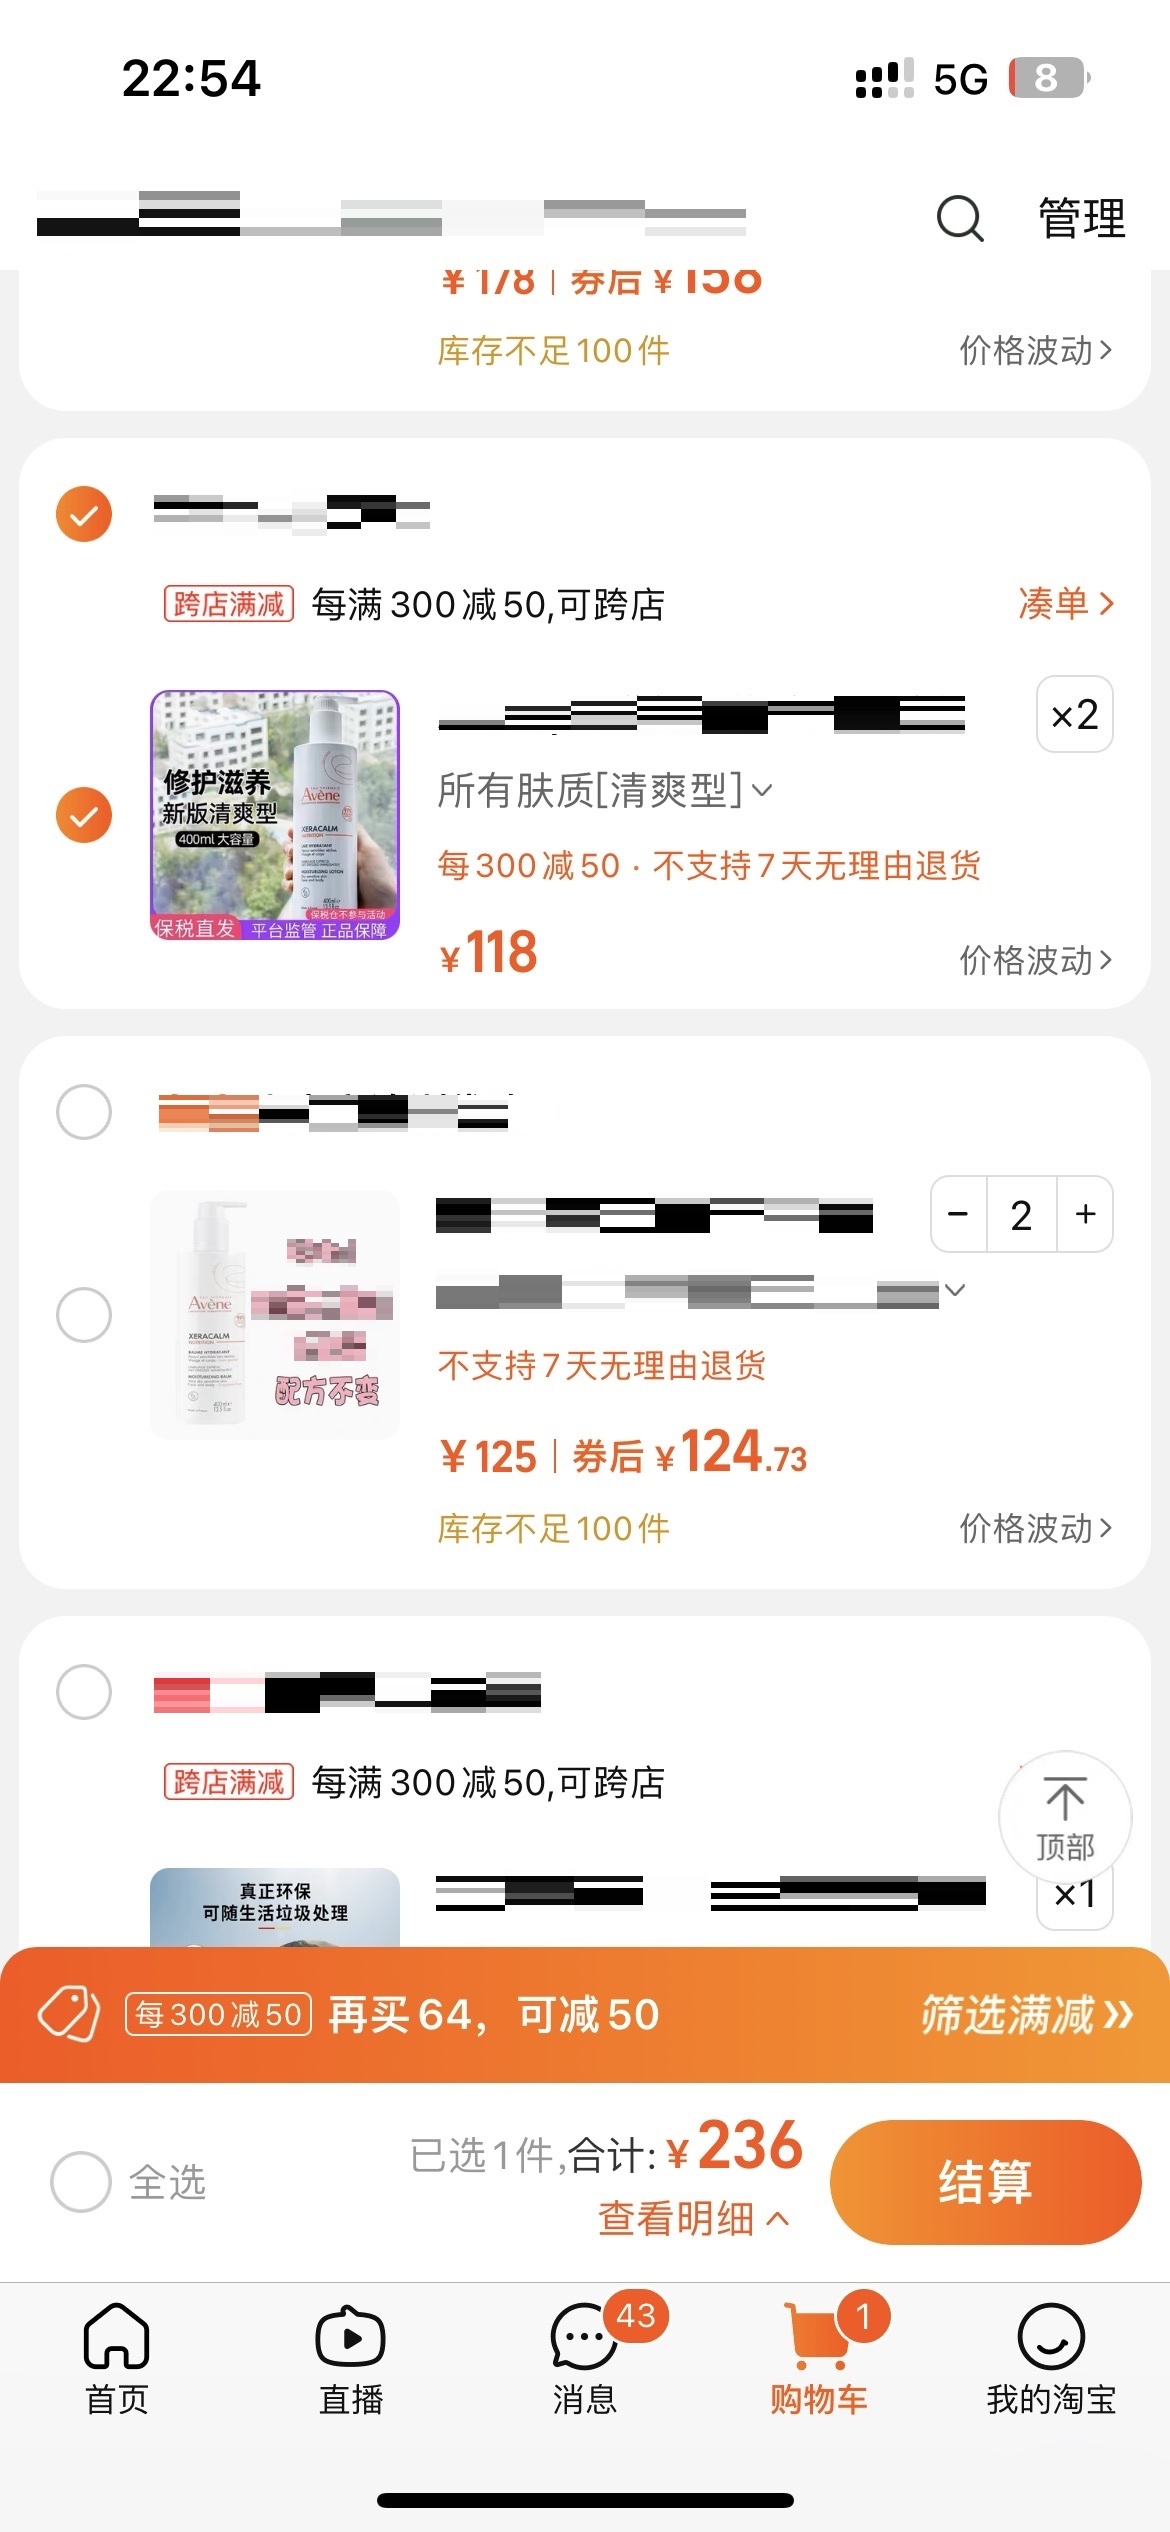 22:54
5G
8
管理
¥178 券后 ¥158
库存不足100件
价格波动
跨店满减 每满300减50,可跨店
凑单
修护滋养
新版清爽型
400ml 大容量
Avène
XERACALM
保税仓不参与活动
保税直发 平台监管 正品保障
×2
所有肤质[清爽型]
每300减50 · 不支持7天无理由退货
¥118
价格波动
Avène
XERACALM
配方不变
2
不支持7天无理由退货
¥125 券后 ¥124.73
库存不足100件
价格波动
跨店满减 每满300减50,可跨店
顶部
真正环保
可随生活垃圾处理
×1
每300减50 再买64，可减50
筛选满减
全选
已选1件,合计:¥236
查看明细
结算
43
1
首页
直播
消息
购物车
我的淘宝